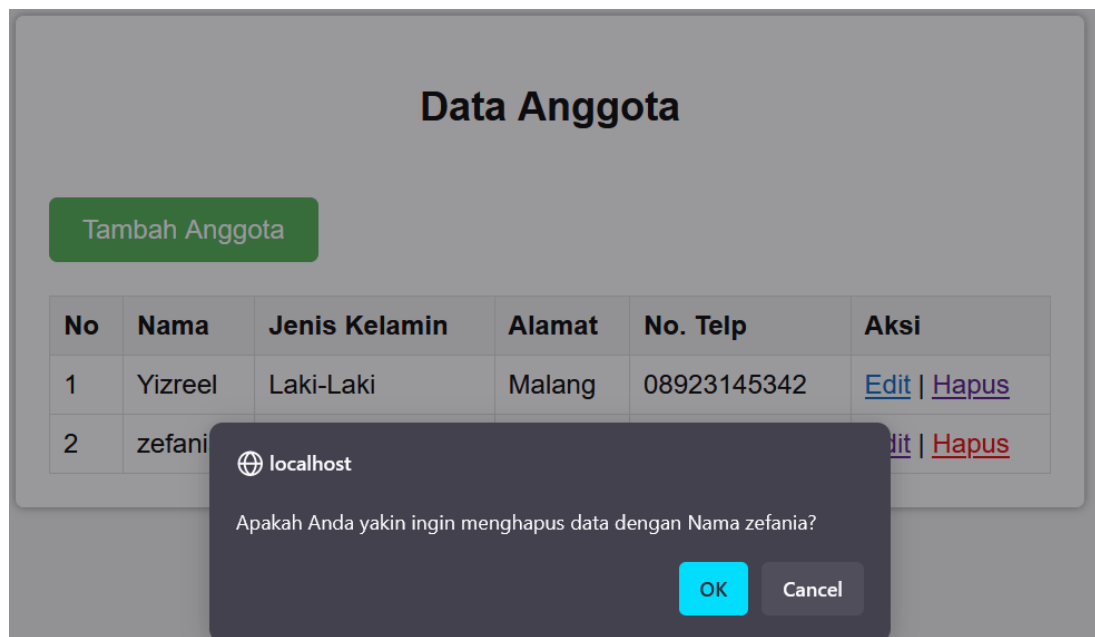 Data Anggota
Tambah Anggota
No Nama Jenis Kelamin Alamat No. Telp Aksi
1 Yizreel Laki-Laki Malang 08923145342 Edit | Hapus
2 zefani dit | Hapus
localhost
Apakah Anda yakin ingin menghapus data dengan Nama zefania?
OK Cancel